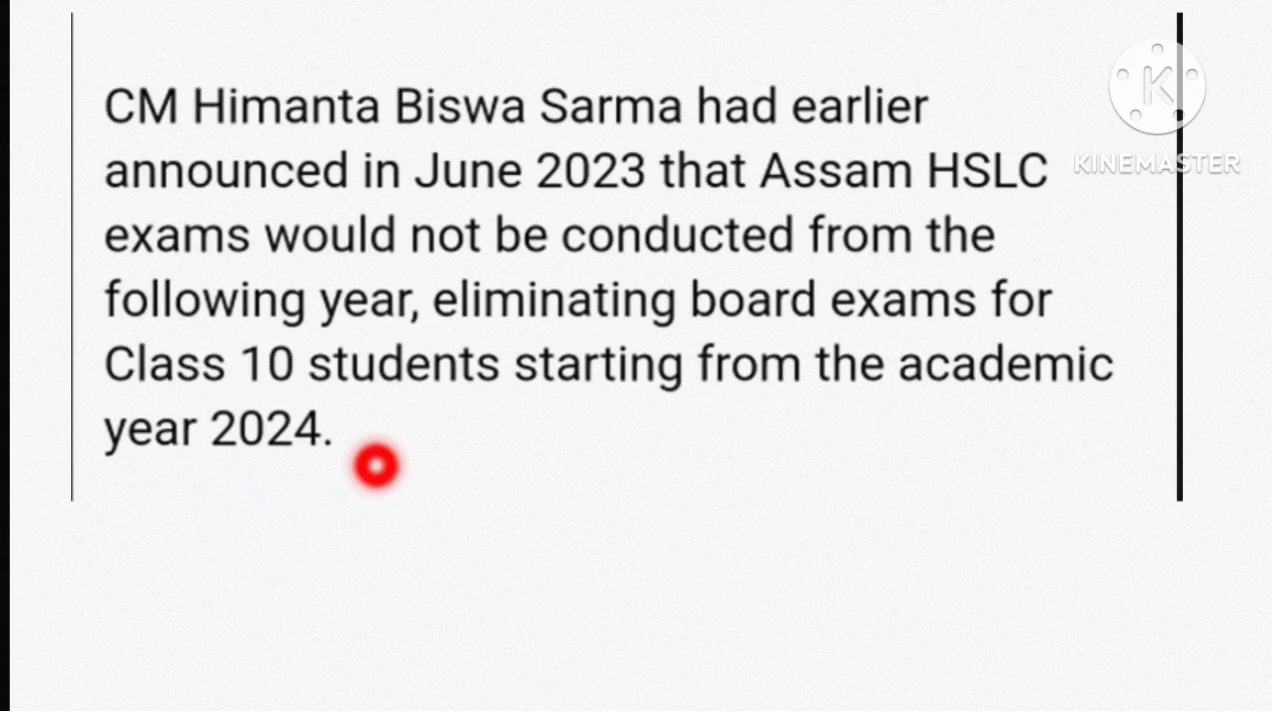 CM Himanta Biswa Sarma had earlier
announced in June 2023 that Assam HSLC
exams would not be conducted from the
following year, eliminating board exams for
Class 10 students starting from the academic
year 2024.
K
KINEMASTER